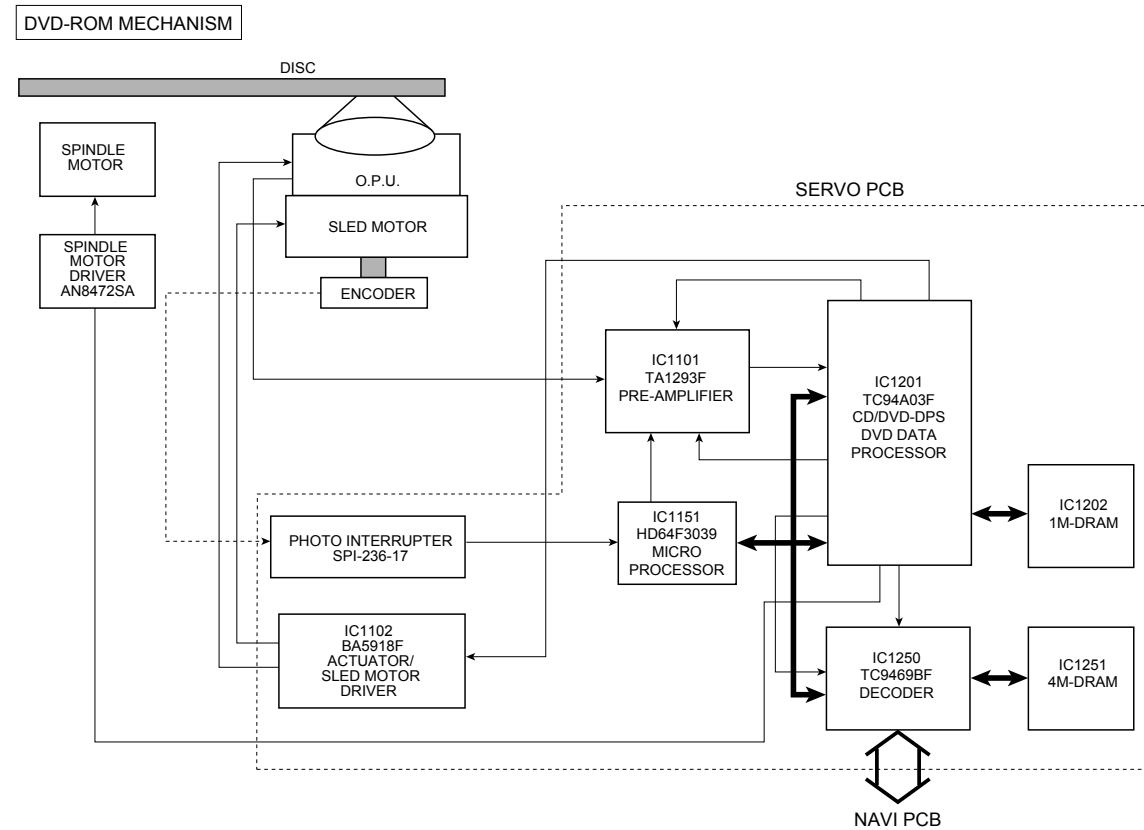 DVD-ROM MECHANISM
DISC
SPINDLE
MOTOR
O.P.U.
SERVO PCB
SLED MOTOR
SPINDLE
MOTOR
DRIVER
AN8472SA
ENCODER
IC1101
TA1293F
PRE-AMPLIFIER
IC1201
TC94A03F
CD/DVD-DPS
DVD DATA
PROCESSOR
IC1202
1M-DRAM
IC1151
HD64F3039
MICRO
PROCESSOR
PHOTO INTERRUPTER
SPI-236-17
IC1102
BA5918F
ACTUATOR/
SLED MOTOR
DRIVER
IC1250
TC9469BF
DECODER
IC1251
4M-DRAM
NAVI PCB